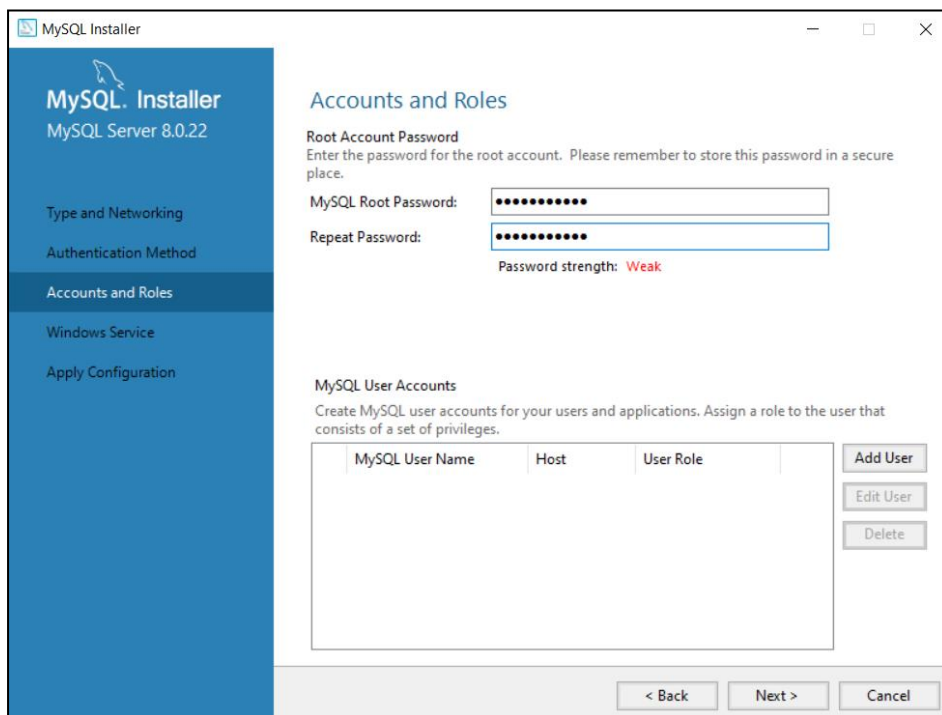 MySQL Installer
MySQL. Installer
MySQL Server 8.0.22
Type and Networking
Authentication Method
Accounts and Roles
Windows Service
Apply Configuration
Accounts and Roles
Root Account Password
Enter the password for the root account. Please remember to store this password in a secure
place.
MySQL Root Password: •••••••••••
Repeat Password: •••••••••••
Password strength: Weak
MySQL User Accounts
Create MySQL user accounts for your users and applications. Assign a role to the user that
consists of a set of privileges.
MySQL User Name Host User Role
Add User
Edit User
Delete
< Back Next > Cancel